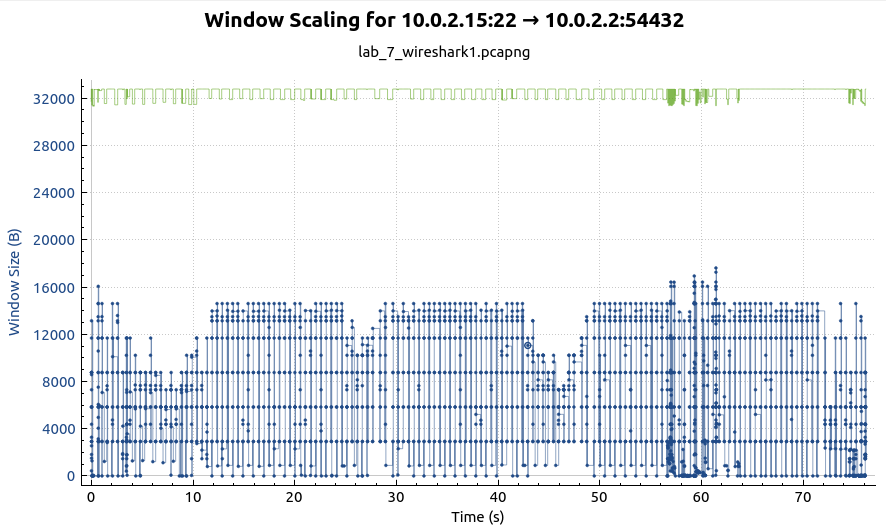 Window Scaling for 10.0.2.15:22 → 10.0.2.2:54432
lab_7_wireshark1.pcapng
32000
28000
24000
20000
16000
12000
8000
4000
0
Window Size (B)
0 10 20 30 40 50 60 70
Time (s)